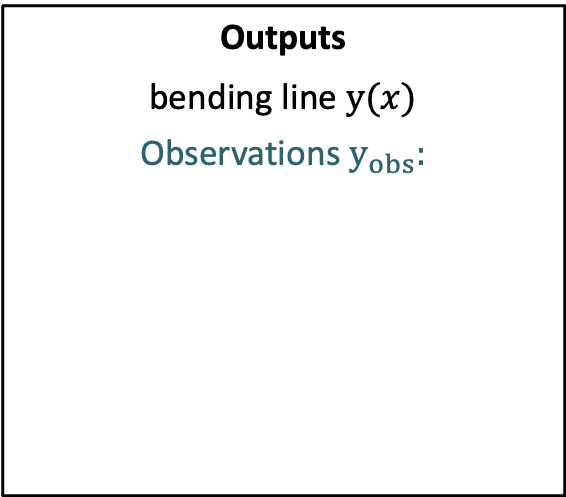 Outputs
bending line y(x)
Observations y_obs: